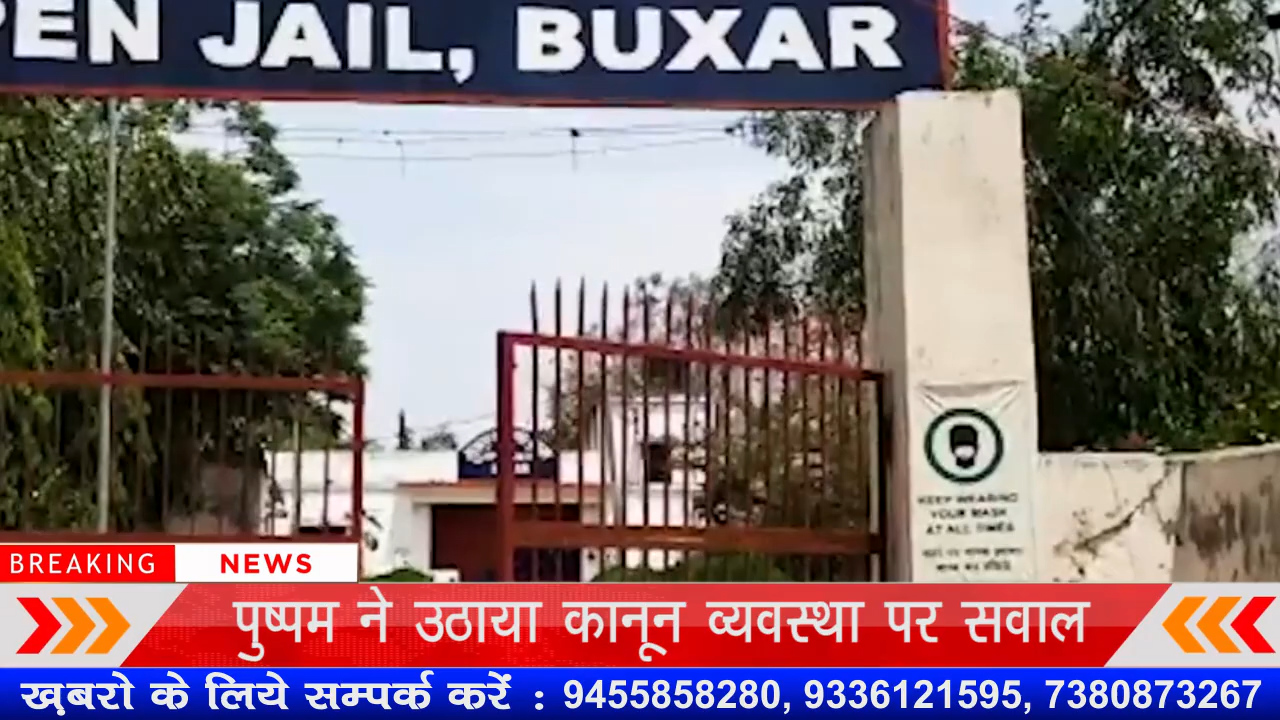 PEN JAIL, BUXAR
KEEP WEARING
YOUR MASK
AT ALL TIMES
BREAKING NEWS
पुष्पम ने उठाया कानून व्यवस्था पर सवाल
ख़बरो के लिये सम्पर्क करें : 9455858280, 9336121595, 7380873267